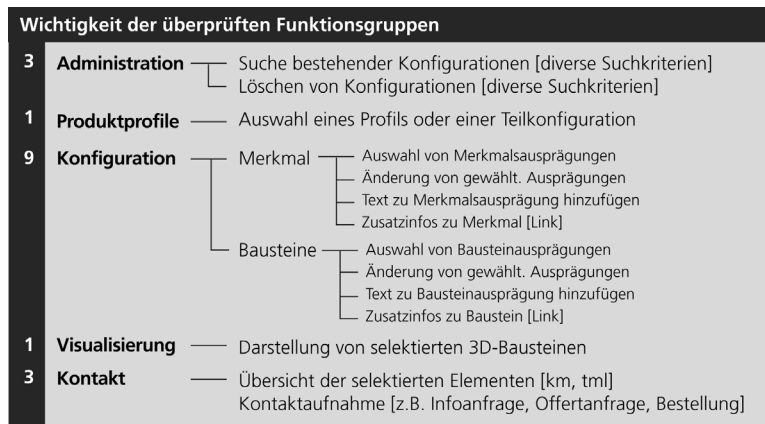 Wichtigkeit der überprüften Funktionsgruppen
3 Administration Suche bestehender Konfigurationen [diverse Suchkriterien]
Löschen von Konfigurationen [diverse Suchkriterien]
1 Produktprofile Auswahl eines Profils oder einer Teilkonfiguration
9 Konfiguration Merkmal Auswahl von Merkmalsausprägungen
Änderung von gewählt. Ausprägungen
Text zu Merkmalsausprägung hinzufügen
Zusatzinfos zu Merkmal [Link]
Bausteine Auswahl von Bausteinausprägungen
Änderung von gewählt. Ausprägungen
Text zu Bausteinausprägung hinzufügen
Zusatzinfos zu Baustein [Link]
1 Visualisierung Darstellung von selektierten 3D-Bausteinen
3 Kontakt Übersicht der selektierten Elementen [km, tml]
Kontaktaufnahme [z.B. Infoanfrage, Offertanfrage, Bestellung]